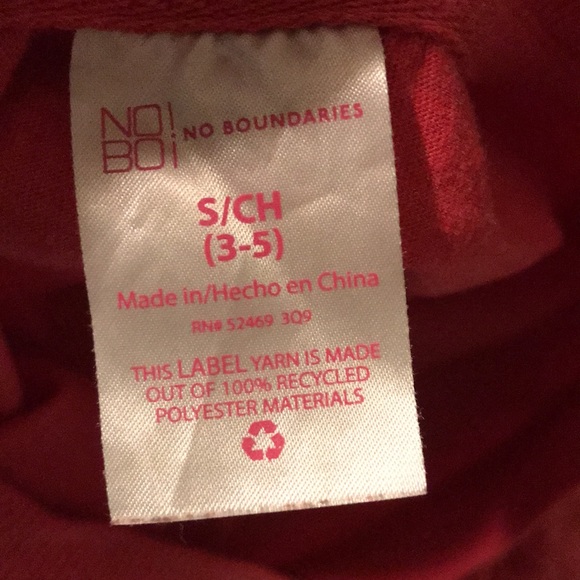 NO!
BO¡
NO BOUNDARIES
S/CH
(3-5)
Made in/Hecho en China
RN# 52469 3Q9
THIS LABEL YARN IS MADE
OUT OF 100% RECYCLED
POLYESTER MATERIALS